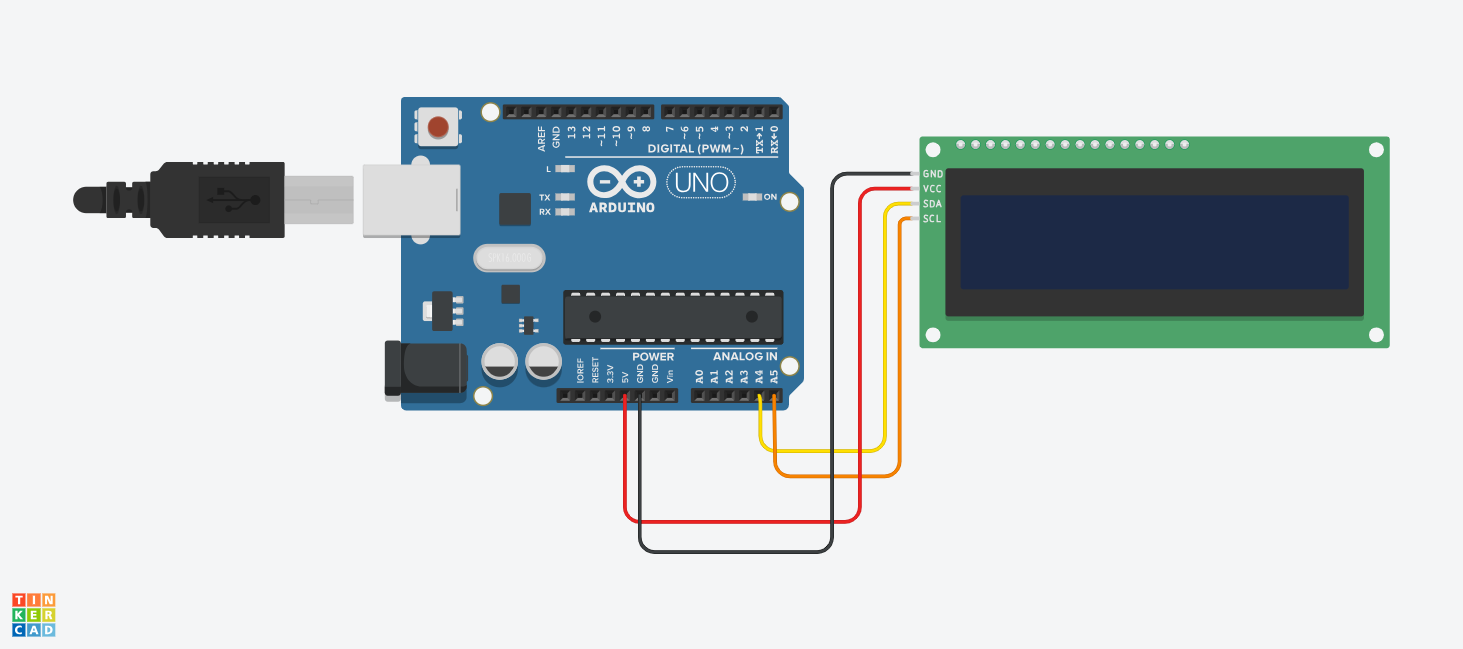 AREF
GND
13
12
~11
~10
~9
8
7
~6
~5
4
~3
2
TX→1
RX←0
DIGITAL (PWM~)
L
TX
RX
ARDUINO
UNO
ON
GND
VCC
SDA
SCL
POWER
ANALOG IN
IOREF
RESET
3.3V
5V
GND
GND
Vin
A0
A1
A2
A3
A4
A5
TIN
KER
CAD